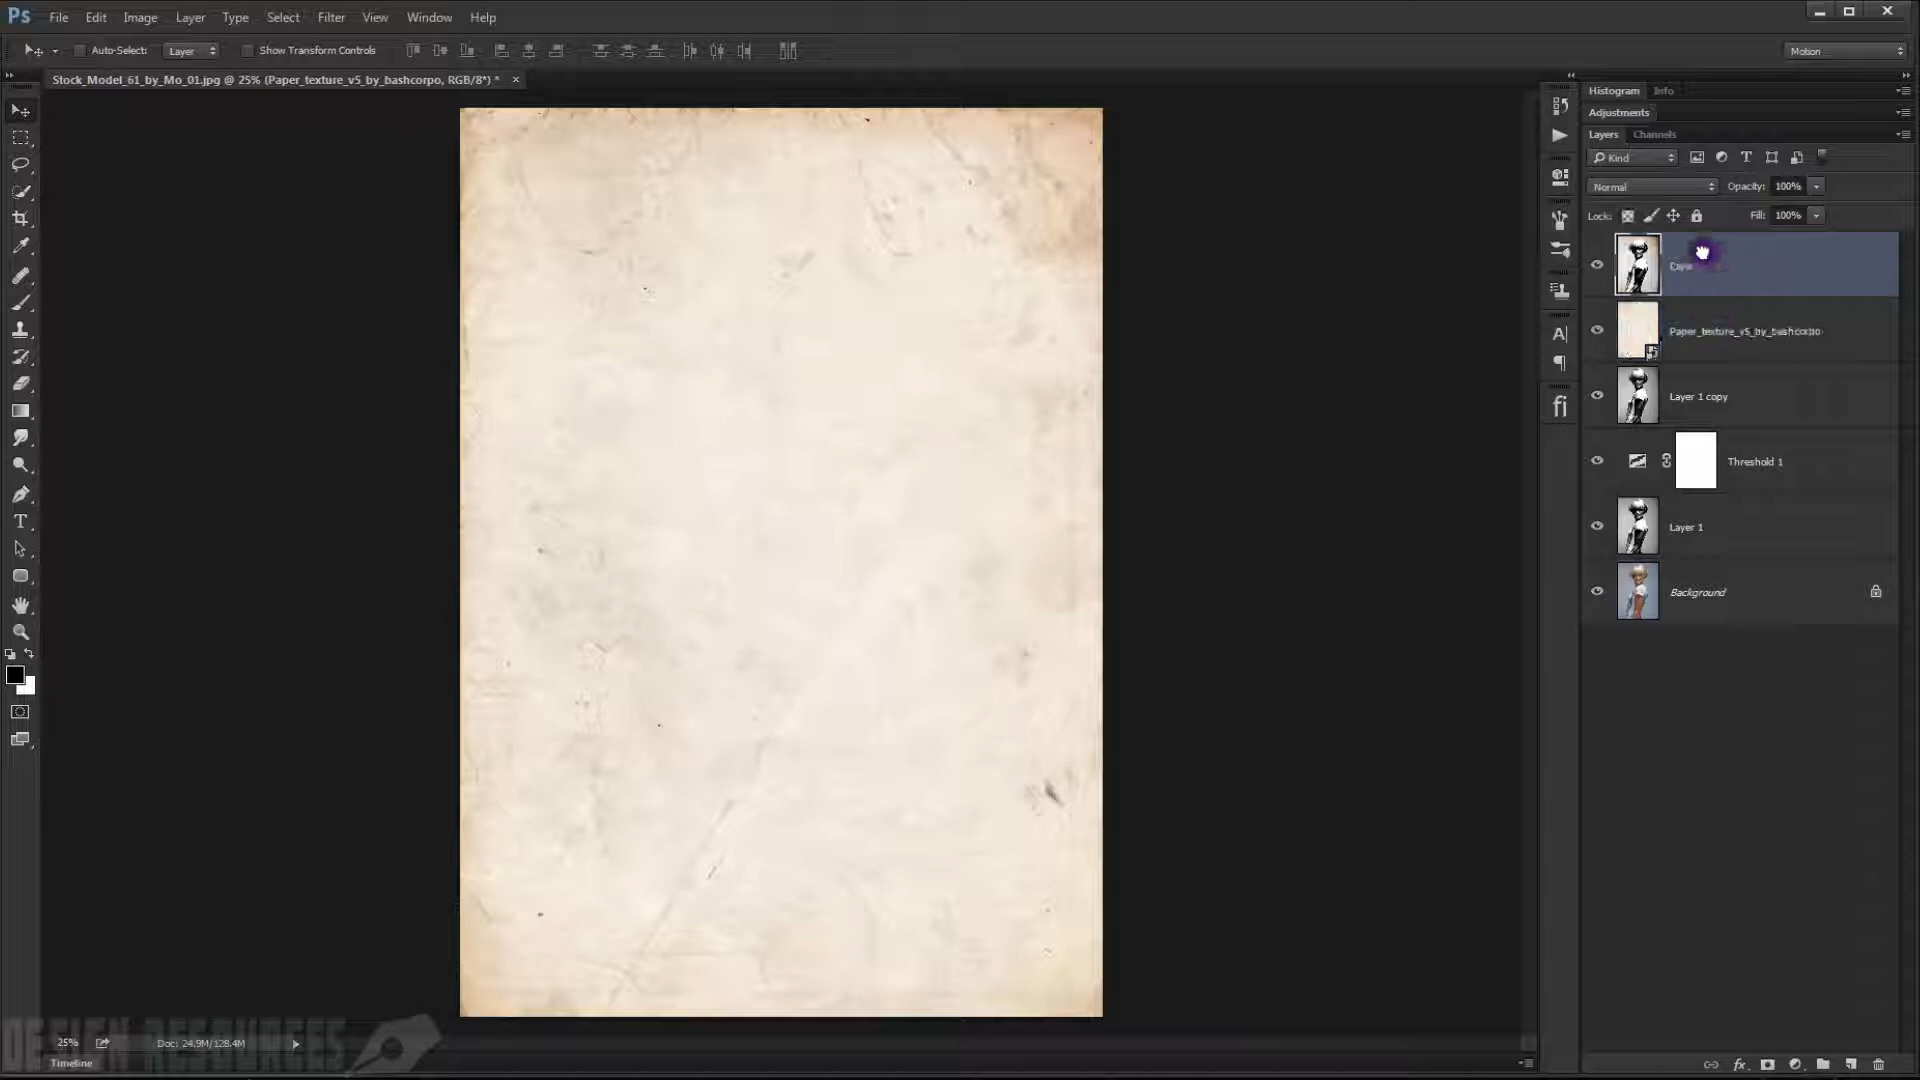 Ps File Edit Image Layer Type Select Filter View Window Help
Auto-Select: Layer Show Transform Controls Motion
Stock_Model_61_by_Mo_01.jpg @ 25% (Paper_texture_v5_by_bashcorpo, RGB/8*) * ×
Histogram Info
Adjustments
Layers Channels
Kind
Normal Opacity: 100%
Lock: Fill: 100%
Paper_texture_v5_by_bashcorpo
Layer 1 copy
Threshold 1
Layer 1
Background
25% Doc: 24.9M/128.4M
Timeline
DESIGN RESOURCES